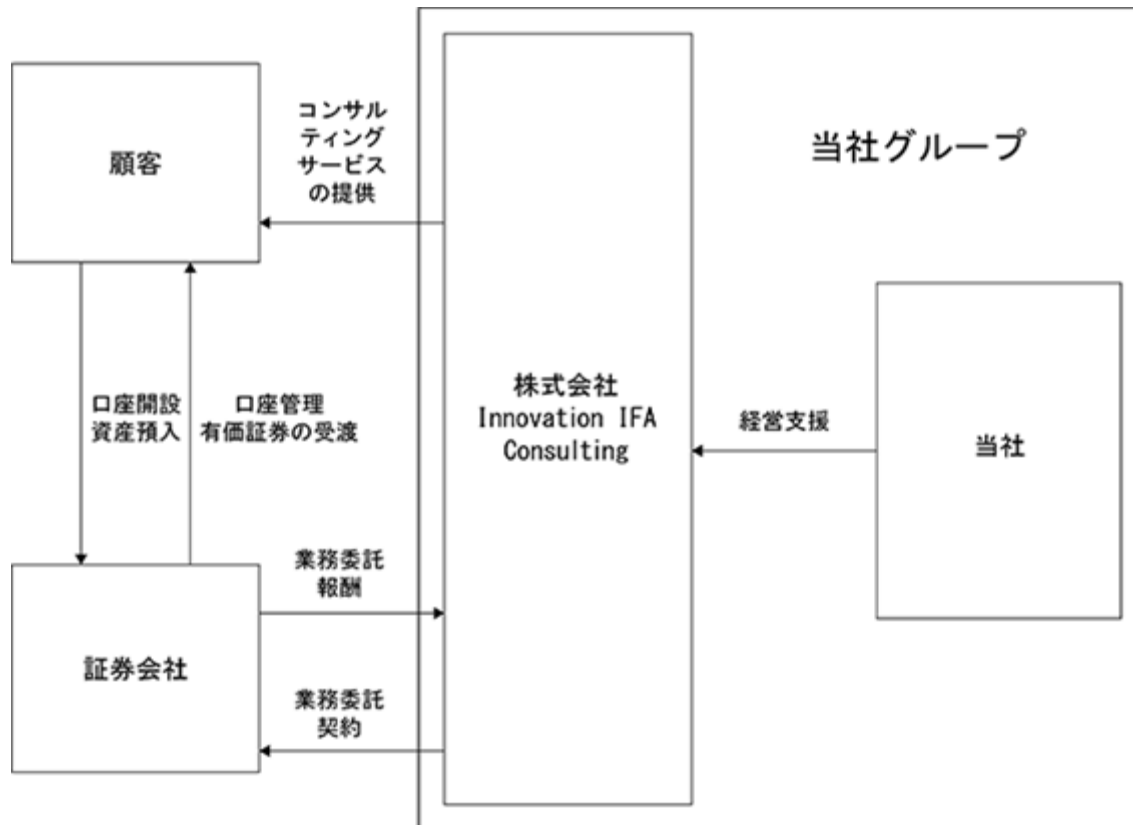 コンサル
ティング
サービス
の提供
当社グループ
顧客
株式会社
Innovation IFA
Consulting
経営支援
当社
口座開設
資産預入
口座管理
有価証券の受渡
業務委託
報酬
証券会社
業務委託
契約